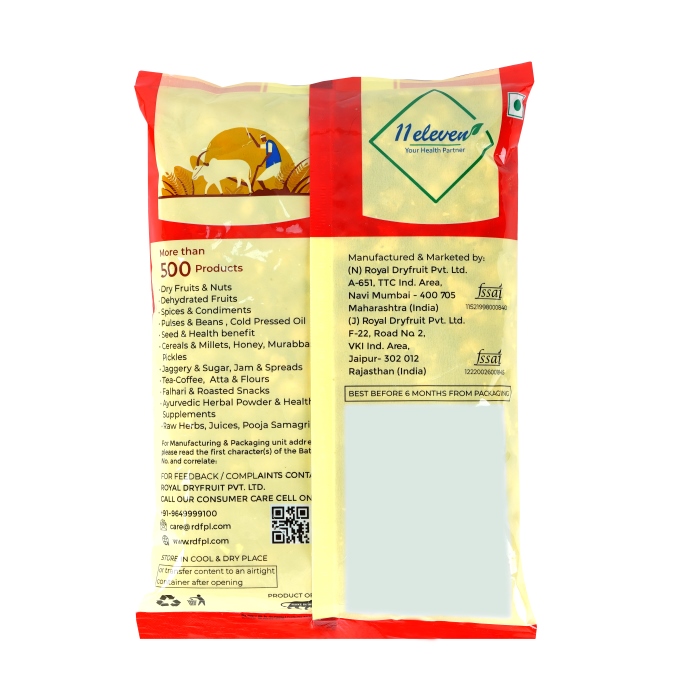 More than
500 Products
-Dry Fruits & Nuts
-Dehydrated Fruits
-Spices & Condiments
-Pulses & Beans , Cold Pressed Oil
-Seed & Health benefit
-Cereals & Millets, Honey, Murabba
Pickles
-Jaggery & Sugar, Jam & Spreads
-Tea-Coffee, Atta & Flours
-Falhari & Roasted Snacks
-Ayurvedic Herbal Powder & Health
Supplements
-Raw Herbs, Juices, Pooja Samagri
For Manufacturing & Packaging unit addre
please read the first character(s) of the Bat
No. and correlate:
FOR FEEDBACK / COMPLAINTS CONTA
ROYAL DRYFRUIT PVT. LTD.
CALL OUR CONSUMER CARE CELL ON
+91-9649999100
care@rdfpl.com
www.rdfpl.com
STORE IN COOL & DRY PLACE
or transfer content to an airtight
container after opening
PRODUCT OF
11 eleven
Your Health Partner
Manufactured & Marketed by:
(N) Royal Dryfruit Pvt. Ltd.
A-651, TTC Ind. Area,
Navi Mumbai - 400 705
Maharashtra (India)
fssai
11521998000840
(J) Royal Dryfruit Pvt. Ltd.
F-22, Road No 2,
VKI Ind. Area,
Jaipur- 302 012
Rajasthan (India)
fssai
BEST BEFORE 6 MONTHS FROM PACKAGING